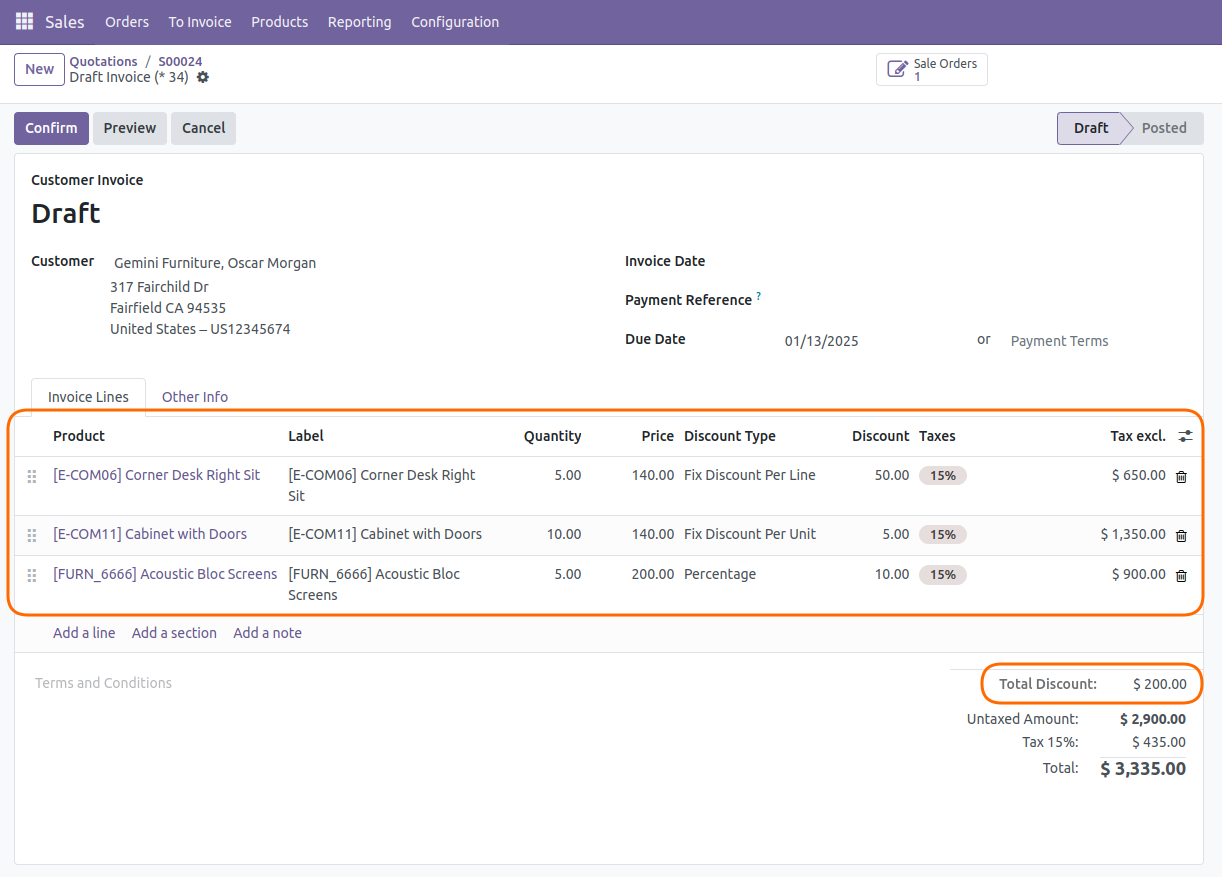 Sales Orders To Invoice Products Reporting Configuration
New Quotations / S00024
Draft Invoice (* 34)
Sale Orders
1
Confirm Preview Cancel Draft Posted
Customer Invoice
Draft
Customer Gemini Furniture, Oscar Morgan
317 Fairchild Dr
Fairfield CA 94535
United States – US12345674
Invoice Date
Payment Reference ?
Due Date 01/13/2025 or Payment Terms
Invoice Lines Other Info
Product Label Quantity Price Discount Type Discount Taxes Tax excl.
[E-COM06] Corner Desk Right Sit [E-COM06] Corner Desk Right 5.00 140.00 Fix Discount Per Line 50.00 15% $ 650.00
Sit
[E-COM11] Cabinet with Doors [E-COM11] Cabinet with Doors 10.00 140.00 Fix Discount Per Unit 5.00 15% $ 1,350.00
[FURN_6666] Acoustic Bloc Screens [FURN_6666] Acoustic Bloc 5.00 200.00 Percentage 10.00 15% $ 900.00
Screens
Add a line Add a section Add a note
Terms and Conditions
Total Discount: $ 200.00
Untaxed Amount: $ 2,900.00
Tax 15%: $ 435.00
Total: $ 3,335.00